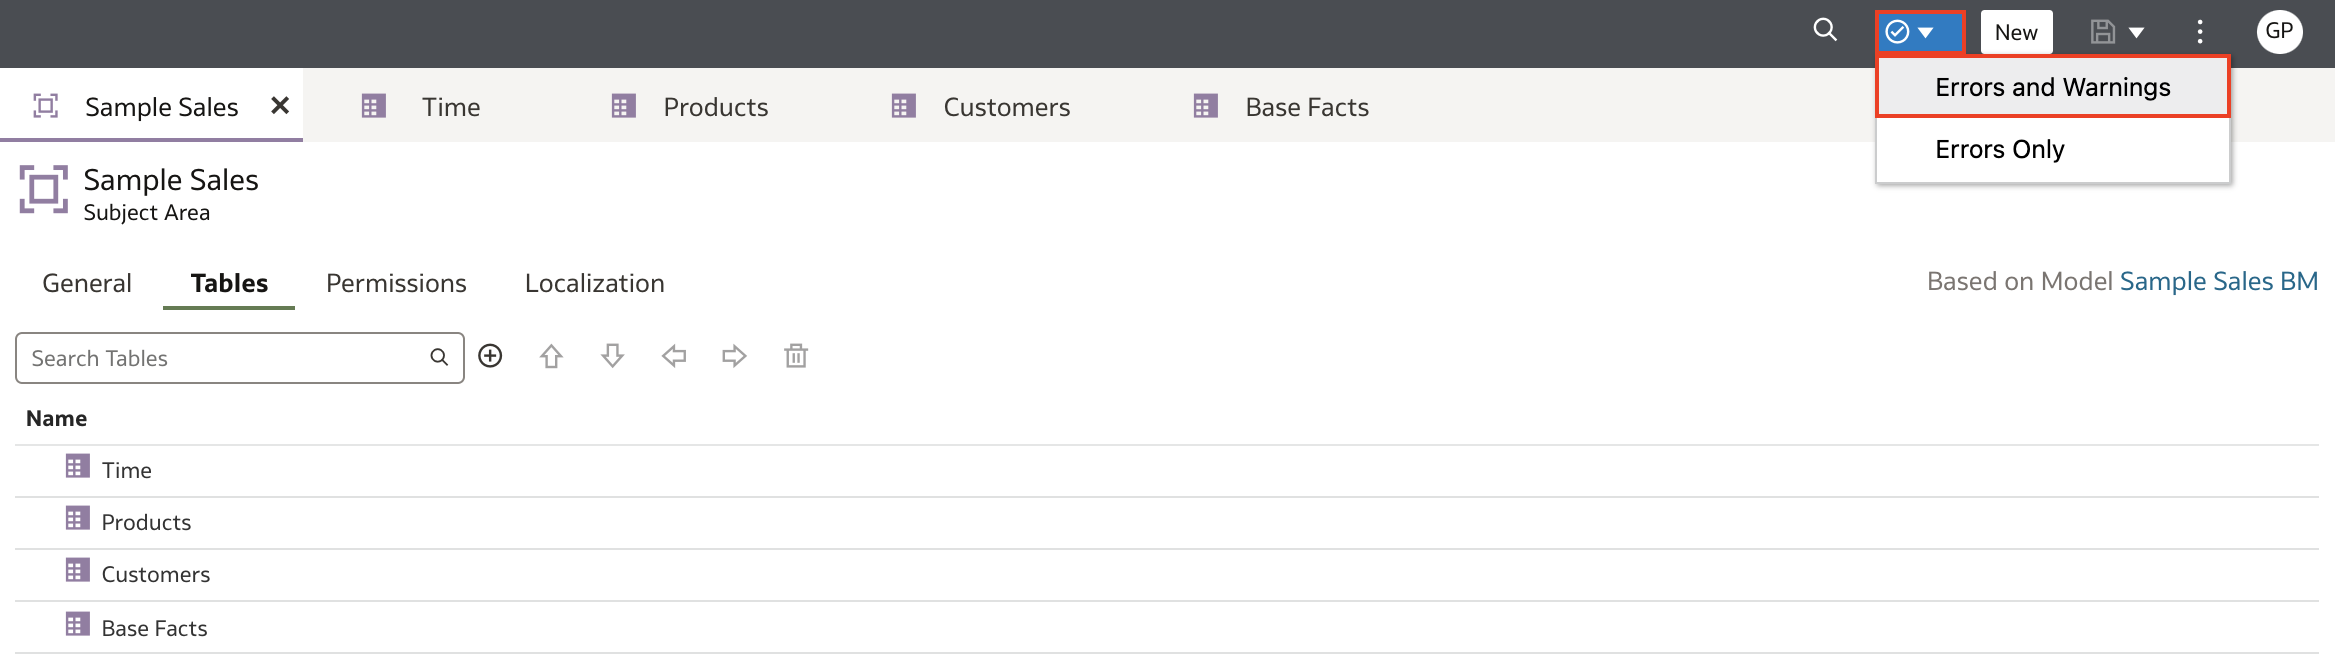 New
GP
Errors and Warnings
Errors Only
Sample Sales
Time
Products
Customers
Base Facts
Sample Sales
Subject Area
General
Tables
Permissions
Localization
Based on Model Sample Sales BM
Search Tables
Name
Time
Products
Customers
Base Facts